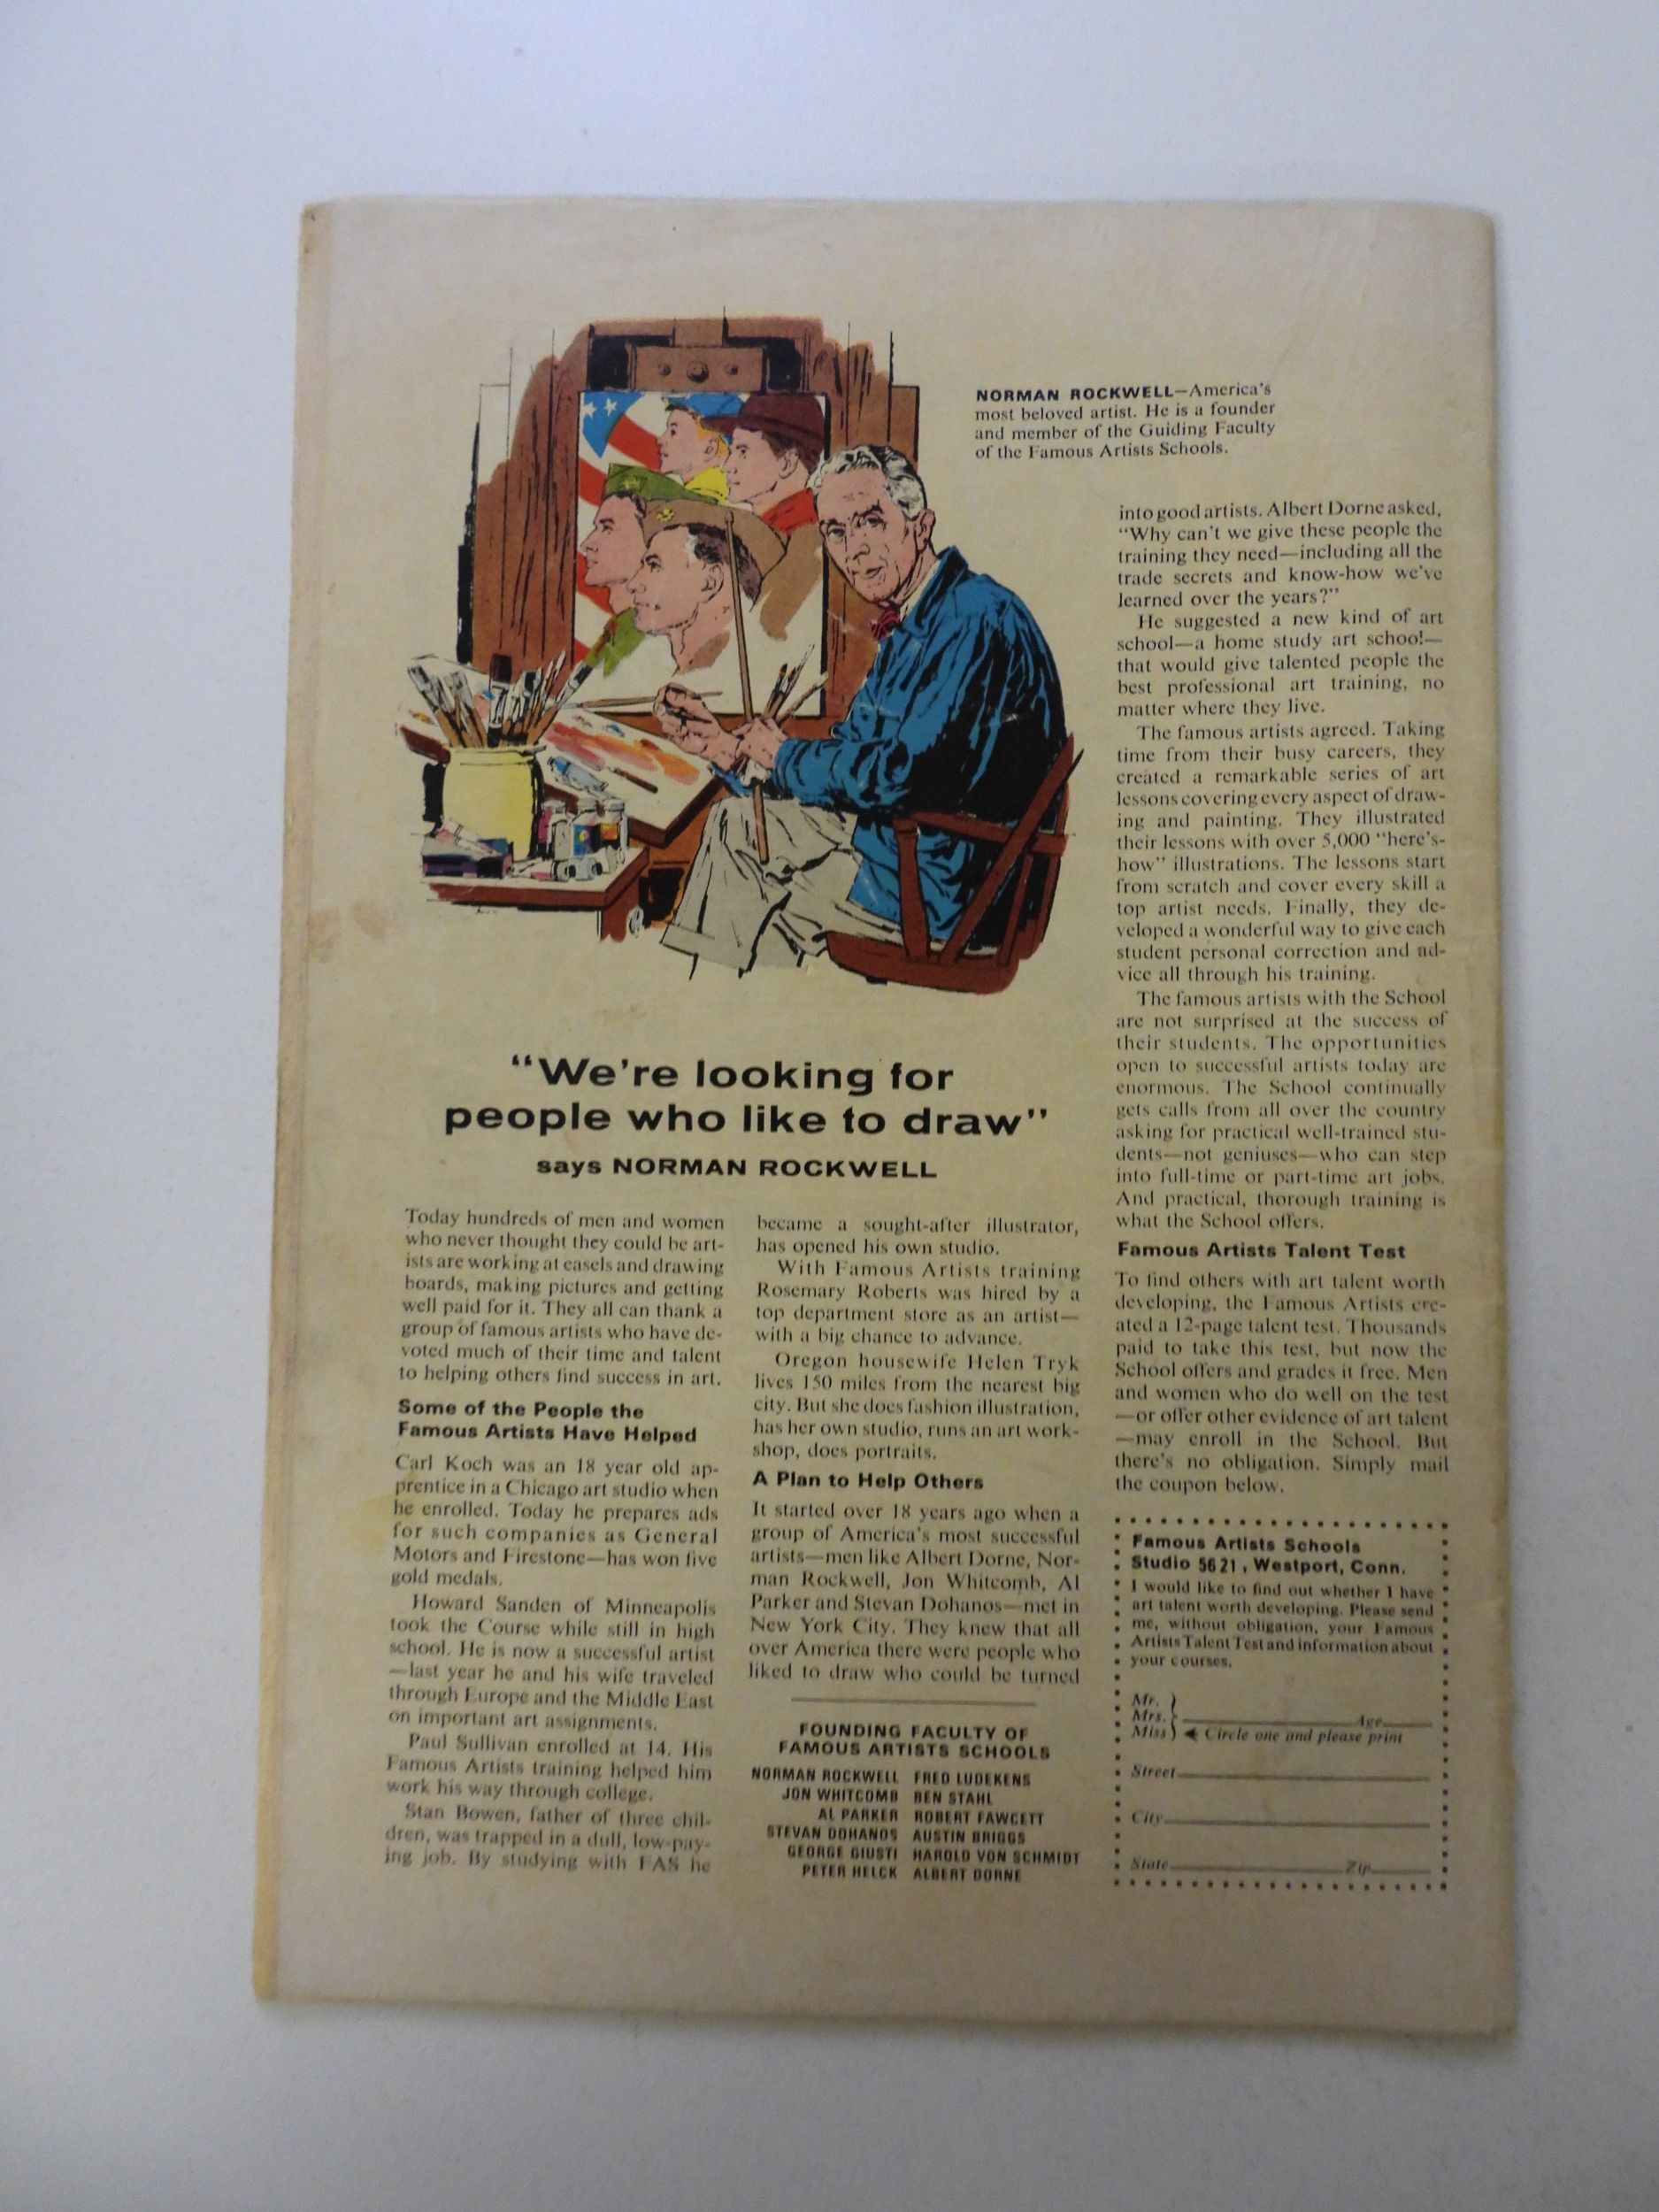 NORMAN ROCKWELL—America's
most beloved artist. He is a founder
and member of the Guiding Faculty
of the Famous Artists Schools.
"We're looking for
people who like to draw"
says NORMAN ROCKWELL
Today hundreds of men and women
who never thought they could be art-
ists are working at easels and drawing
boards, making pictures and getting
well paid for it. They all can thank a
group of famous artists who have de-
voted much of their time and talent
to helping others find success in art.
Some of the People the
Famous Artists Have Helped
Carl Koch was an 18 year old ap-
prentice in a Chicago art studio when
he enrolled. Today he prepares ads
for such companies as General
Motors and Firestone—has won five
gold medals.
Howard Sanden of Minneapolis
took the Course while still in high
school. He is now a successful artist
—last year he and his wife traveled
through Europe and the Middle East
on important art assignments.
Paul Sullivan enrolled at 14. His
Famous Artists training helped him
work his way through college.
Stan Bowen, father of three chil-
dren, was trapped in a dull, low-pay-
ing job. By studying with FAS he
became a sought-after illustrator,
has opened his own studio.
With Famous Artists training
Rosemary Roberts was hired by a
top department store as an artist—
with a big chance to advance.
Oregon housewife Helen Tryk
lives 150 miles from the nearest big
city. But she does fashion illustration,
has her own studio, runs an art work-
shop, does portraits.
A Plan to Help Others
It started over 18 years ago when a
group of America's most successful
artists—men like Albert Dorne, Nor-
man Rockwell, Jon Whitcomb, Al
Parker and Stevan Dohanos—met in
New York City. They knew that all
over America there were people who
liked to draw who could be turned
FOUNDING FACULTY OF
FAMOUS ARTISTS SCHOOLS
NORMAN ROCKWELL FRED LUDEKENS
JON WHITCOMB BEN STAHL
AL PARKER ROBERT FAWCETT
STEVAN DOHANOS AUSTIN BRIGGS
GEORGE GIUSTI HAROLD VON SCHMIDT
PETER HELCK ALBERT DORNE
into good artists. Albert Dorne asked,
"Why can't we give these people the
training they need—including all the
trade secrets and know-how we've
learned over the years?"
He suggested a new kind of art
school—a home study art school—
that would give talented people the
best professional art training, no
matter where they live.
The famous artists agreed. Taking
time from their busy careers, they
created a remarkable series of art
lessons covering every aspect of draw-
ing and painting. They illustrated
their lessons with over 5,000 "here's-
how" illustrations. The lessons start
from scratch and cover every skill a
top artist needs. Finally, they de-
veloped a wonderful way to give each
student personal correction and ad-
vice all through his training.
The famous artists with the School
are not surprised at the success of
their students. The opportunities
open to successful artists today are
enormous. The School continually
gets calls from all over the country
asking for practical well-trained stu-
dents—not geniuses—who can step
into full-time or part-time art jobs.
And practical, thorough training is
what the School offers.
Famous Artists Talent Test
To find others with art talent worth
developing, the Famous Artists cre-
ated a 12-page talent test. Thousands
paid to take this test, but now the
School offers and grades it free. Men
and women who do well on the test
—or offer other evidence of art talent
—may enroll in the School. But
there's no obligation. Simply mail
the coupon below.
Famous Artists Schools
Studio 5621, Westport, Conn.
I would like to find out whether I have
art talent worth developing. Please send
me, without obligation, your Famous
Artists Talent Test and information about
your courses.
Mr.
Mrs. Age
Miss Circle one and please print
Street
City
State Zip